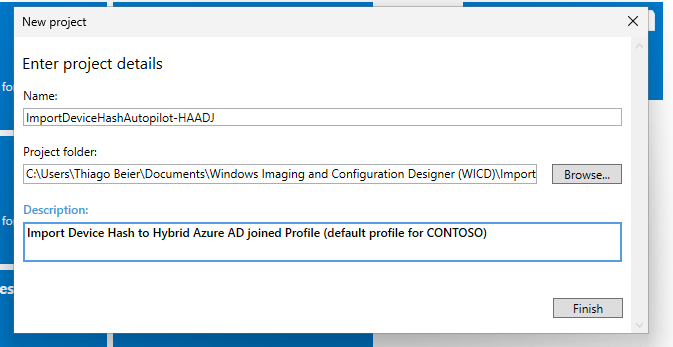 New project
Enter project details
Name:
ImportDeviceHashAutopilot-HAADJ
Project folder:
C:\Users\Thiago Beier\Documents\Windows Imaging and Configuration Designer (WICD)\Import
Browse...
Description:
Import Device Hash to Hybrid Azure AD joined Profile (default profile for CONTOSO)
Finish